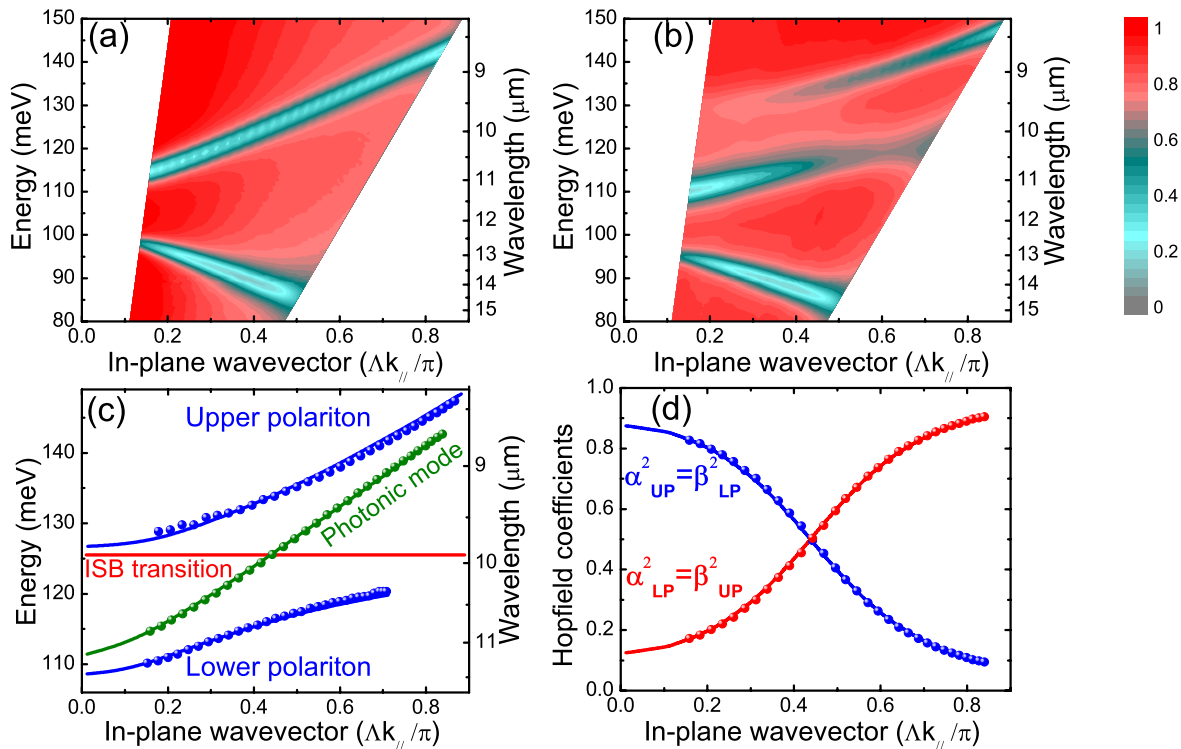 (a)
150
140
130
120
110
100
90
80
Energy (meV)
0.0 0.2 0.4 0.6 0.8
In-plane wavevector (Λk// /π)
9
10
11
12
13
14
15
Wavelength (μm)
(b)
150
140
130
120
110
100
90
80
Energy (meV)
0.0 0.2 0.4 0.6 0.8
In-plane wavevector (Λk// /π)
9
10
11
12
13
14
15
Wavelength (μm)
1
0.8
0.6
0.4
0.2
0
(c)
Upper polariton
Photonic mode
ISB transition
Lower polariton
140
130
120
110
Energy (meV)
0.0 0.2 0.4 0.6 0.8
In-plane wavevector (Λk// /π)
9
10
11
Wavelength (μm)
(d)
α²UP=β²LP
α²LP=β²UP
1.0
0.8
0.6
0.4
0.2
0.0
Hopfield coefficients
0.0 0.2 0.4 0.6 0.8
In-plane wavevector (Λk// /π)